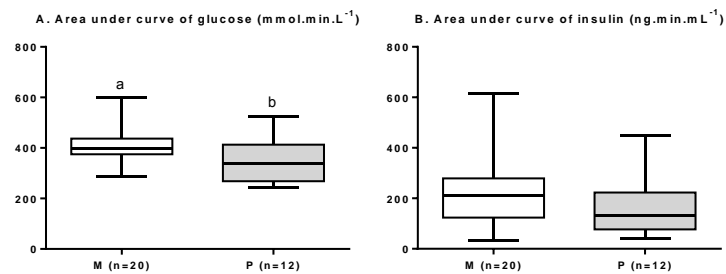 A. Area under curve of glucose (mmol.min.L⁻¹)
800
600
400
200
0
a
b
M (n=20)
P (n=12)
B. Area under curve of insulin (ng.min.mL⁻¹)
800
600
400
200
0
M (n=20)
P (n=12)